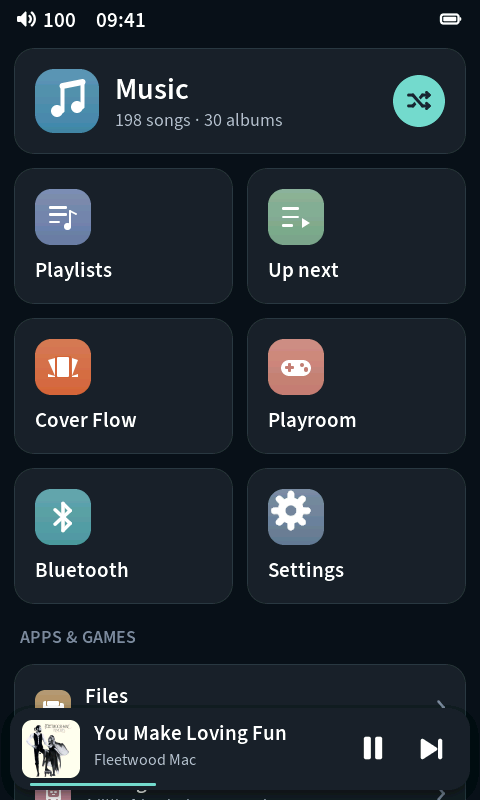 100 09:41
Music
198 songs · 30 albums
Playlists
Up next
Cover Flow
Playroom
Bluetooth
Settings
APPS & GAMES
Files
You Make Loving Fun
Fleetwood Mac